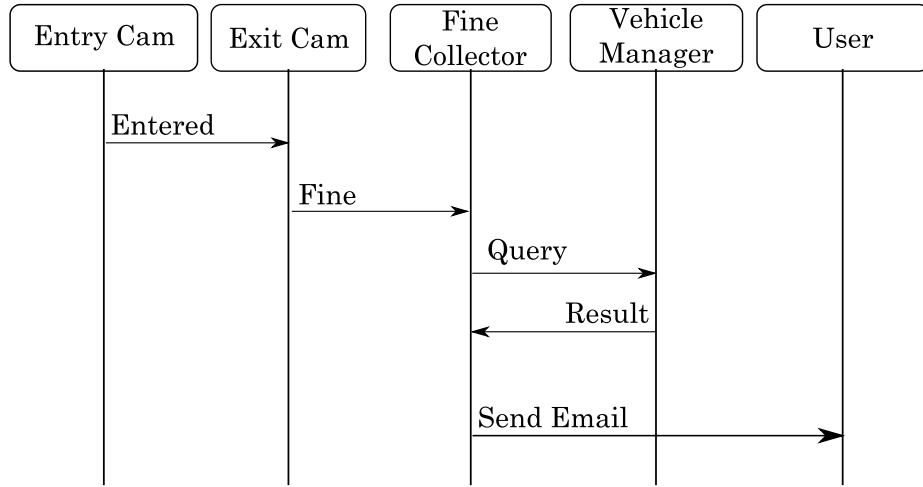 Entry Cam
Exit Cam
Fine
Collector
Vehicle
Manager
User
Entered
Fine
Query
Result
Send Email